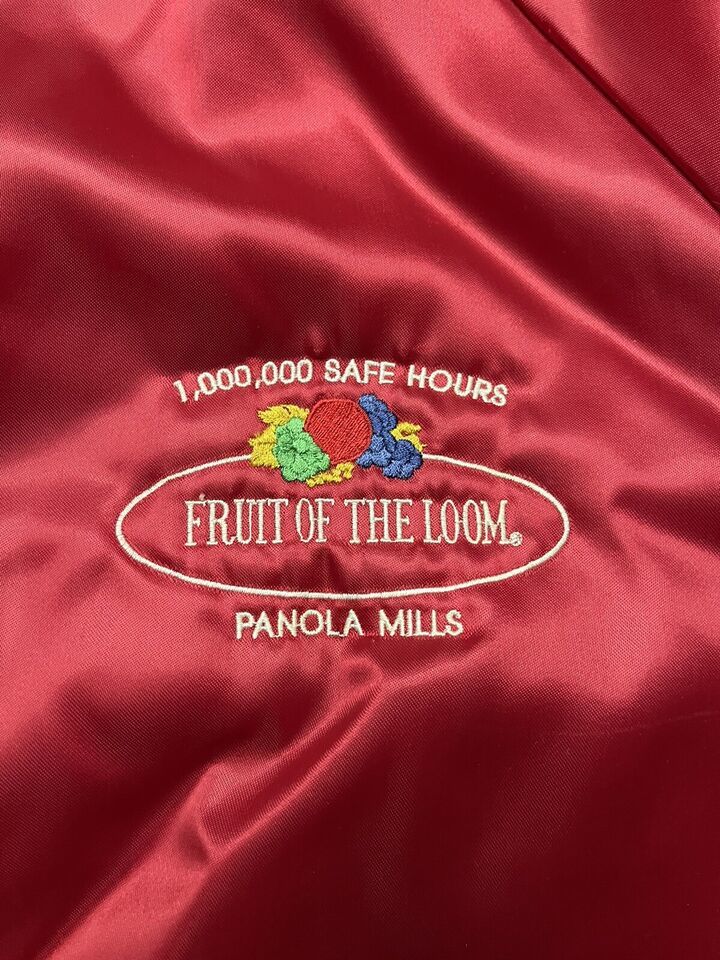 1,000,000 SAFE HOURS
FRUIT OF THE LOOM®
PANOLA MILLS